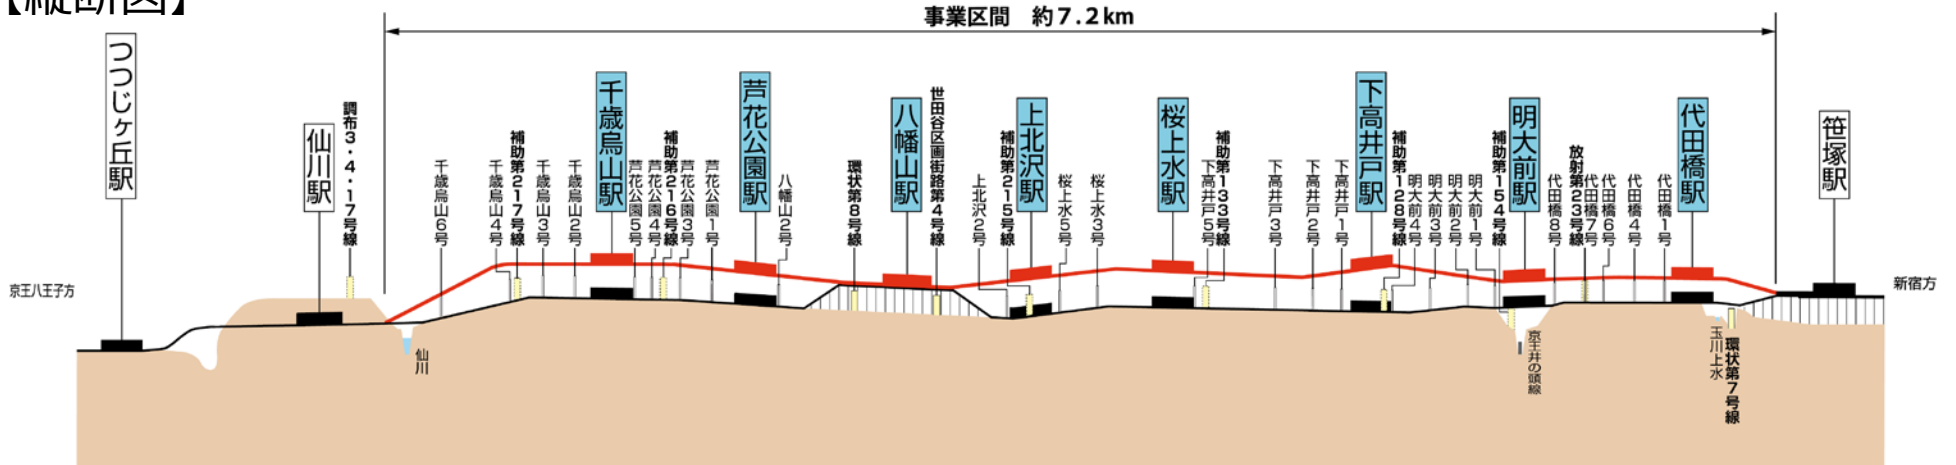 【縦断図】
事業区間 約7.2km
つつじヶ丘駅
仙川駅
調布3・4・17号線
千歳烏山6号
千歳烏山4号
補助第217号線
千歳烏山3号
千歳烏山2号
千歳烏山駅
芦花公園5号
芦花公園4号
補助第216号線
芦花公園3号
芦花公園1号
芦花公園駅
八幡山2号
環状第8号線
八幡山駅
世田谷区画街路第4号線
上北沢2号
補助第215号線
上北沢駅
桜上水5号
桜上水3号
桜上水駅
下高井戸5号
補助第133号線
下高井戸3号
下高井戸2号
下高井戸1号
下高井戸駅
補助第128号線
明大前4号
明大前3号
明大前2号
明大前1号
補助第154号線
明大前駅
代田橋8号
放射第23号線
代田橋7号
代田橋6号
代田橋4号
代田橋1号
代田橋駅
笹塚駅
京王八王子方
新宿方
仙川
京王井の頭線
玉川上水
環状第7号線